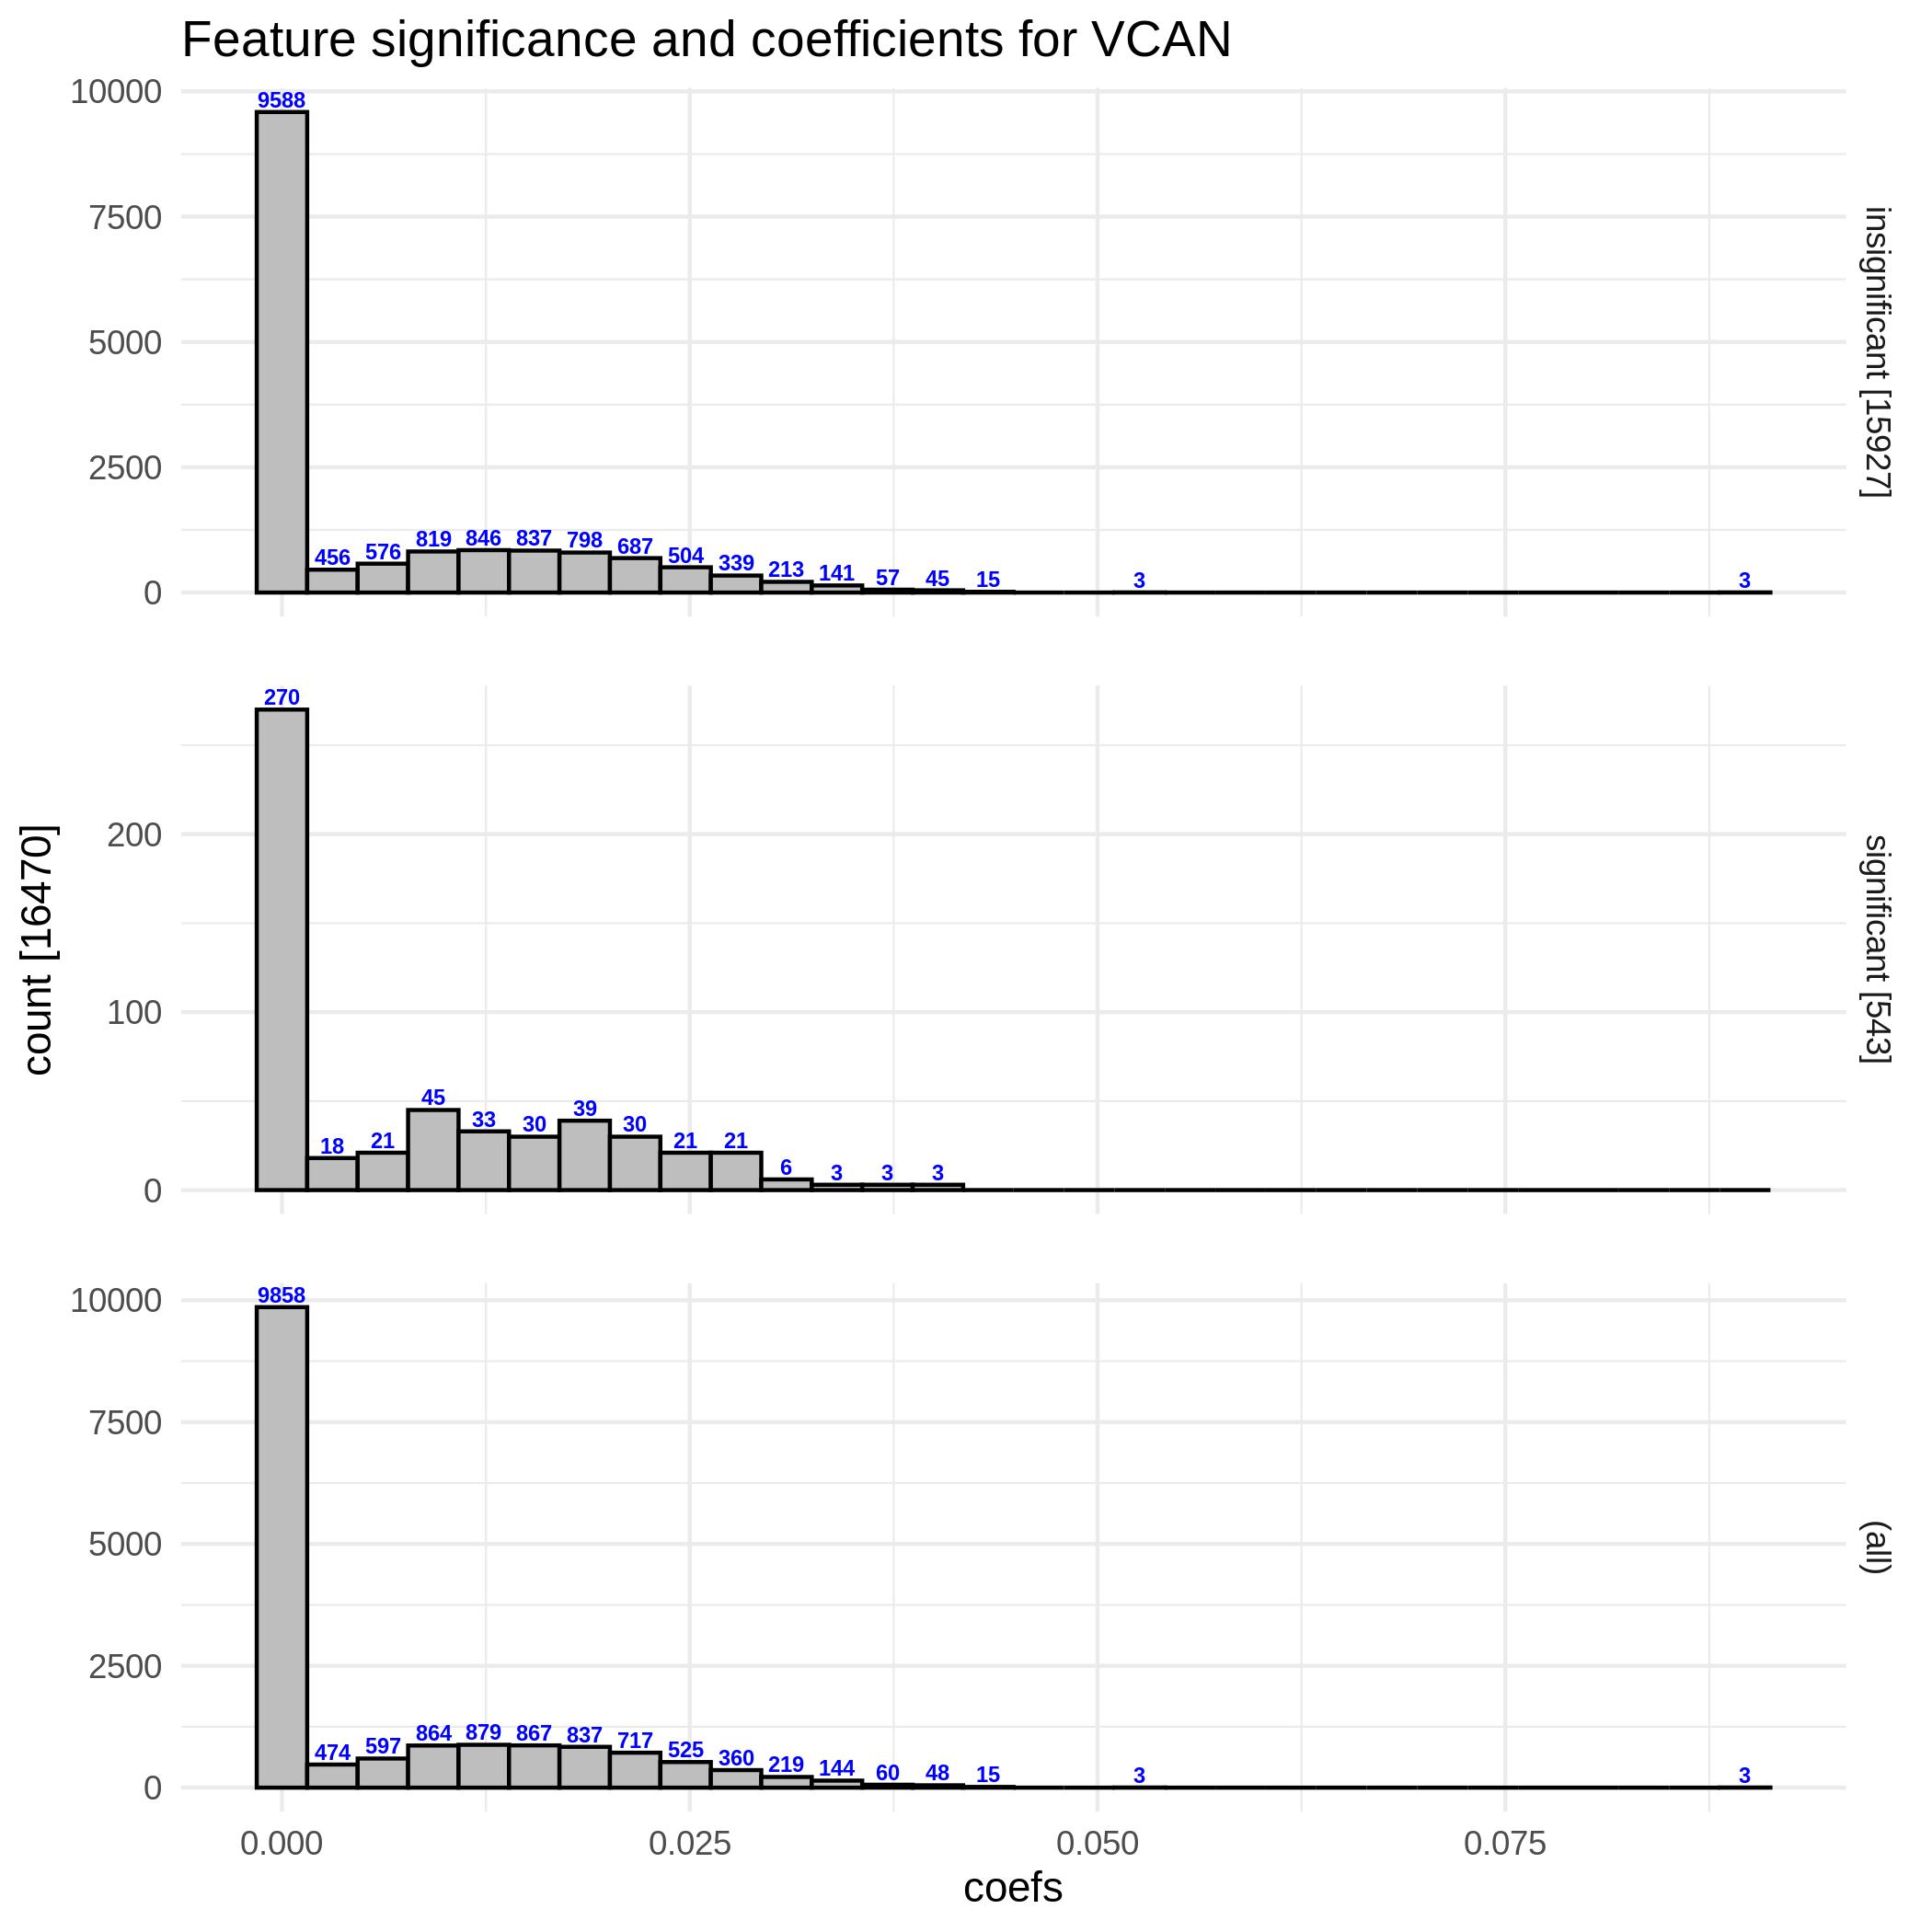 Feature significance and coefficients for VCAN
10000
7500
5000
2500
0
9588
456 576 819 846 837 798 687 504 339 213 141 57 45 15 3 3
insignificant [15927]
count [16470]
200
100
0
270
18 21 45 33 30 39 30 21 21 6 3 3 3
significant [543]
10000
7500
5000
2500
0
9858
474 597 864 879 867 837 717 525 360 219 144 60 48 15 3 3
(all)
0.000 0.025 0.050 0.075
coefs